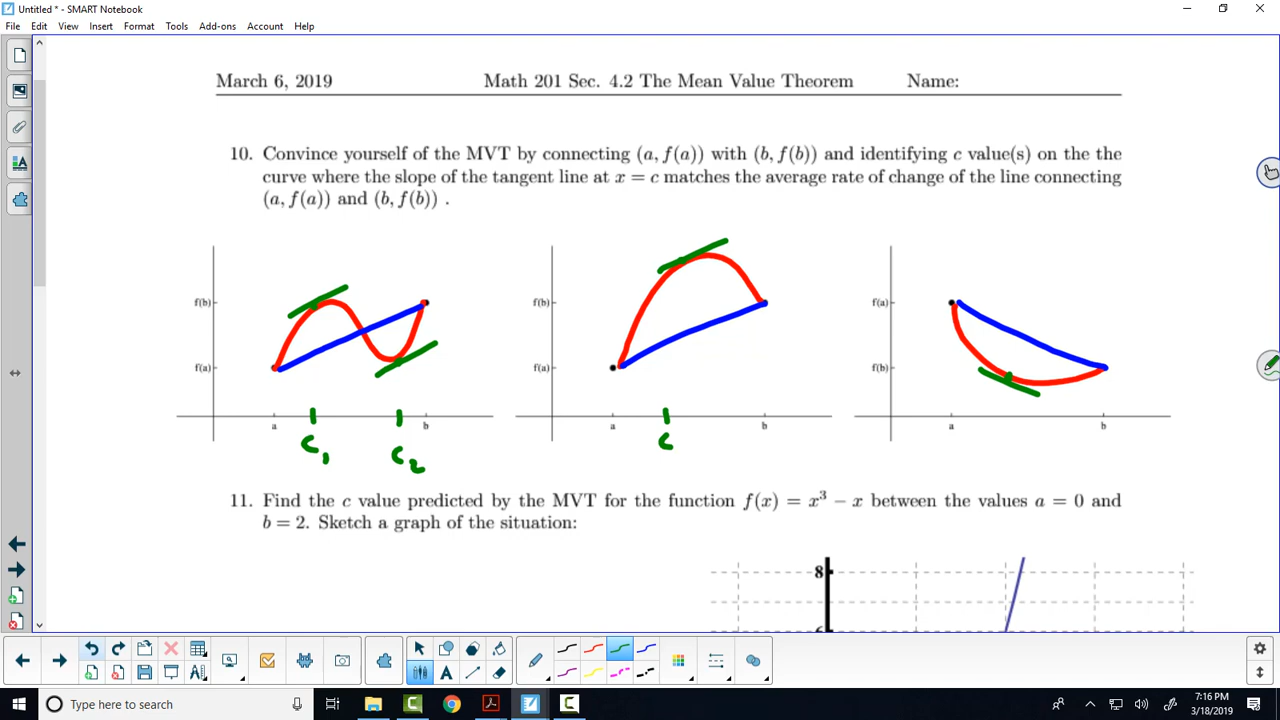 Untitled * - SMART Notebook
File Edit View Insert Format Tools Add-ons Account Help
March 6, 2019 Math 201 Sec. 4.2 The Mean Value Theorem Name:
10. Convince yourself of the MVT by connecting (a, f(a)) with (b, f(b)) and identifying c value(s) on the the
curve where the slope of the tangent line at x = c matches the average rate of change of the line connecting
(a, f(a)) and (b, f(b)) .
f(b) f(b) f(a)
f(a) f(a) f(b)
a b a b a b
c₁ c₂ c
11. Find the c value predicted by the MVT for the function f(x) = x³ − x between the values a = 0 and
b = 2. Sketch a graph of the situation:
8
Type here to search
7:16 PM
3/18/2019